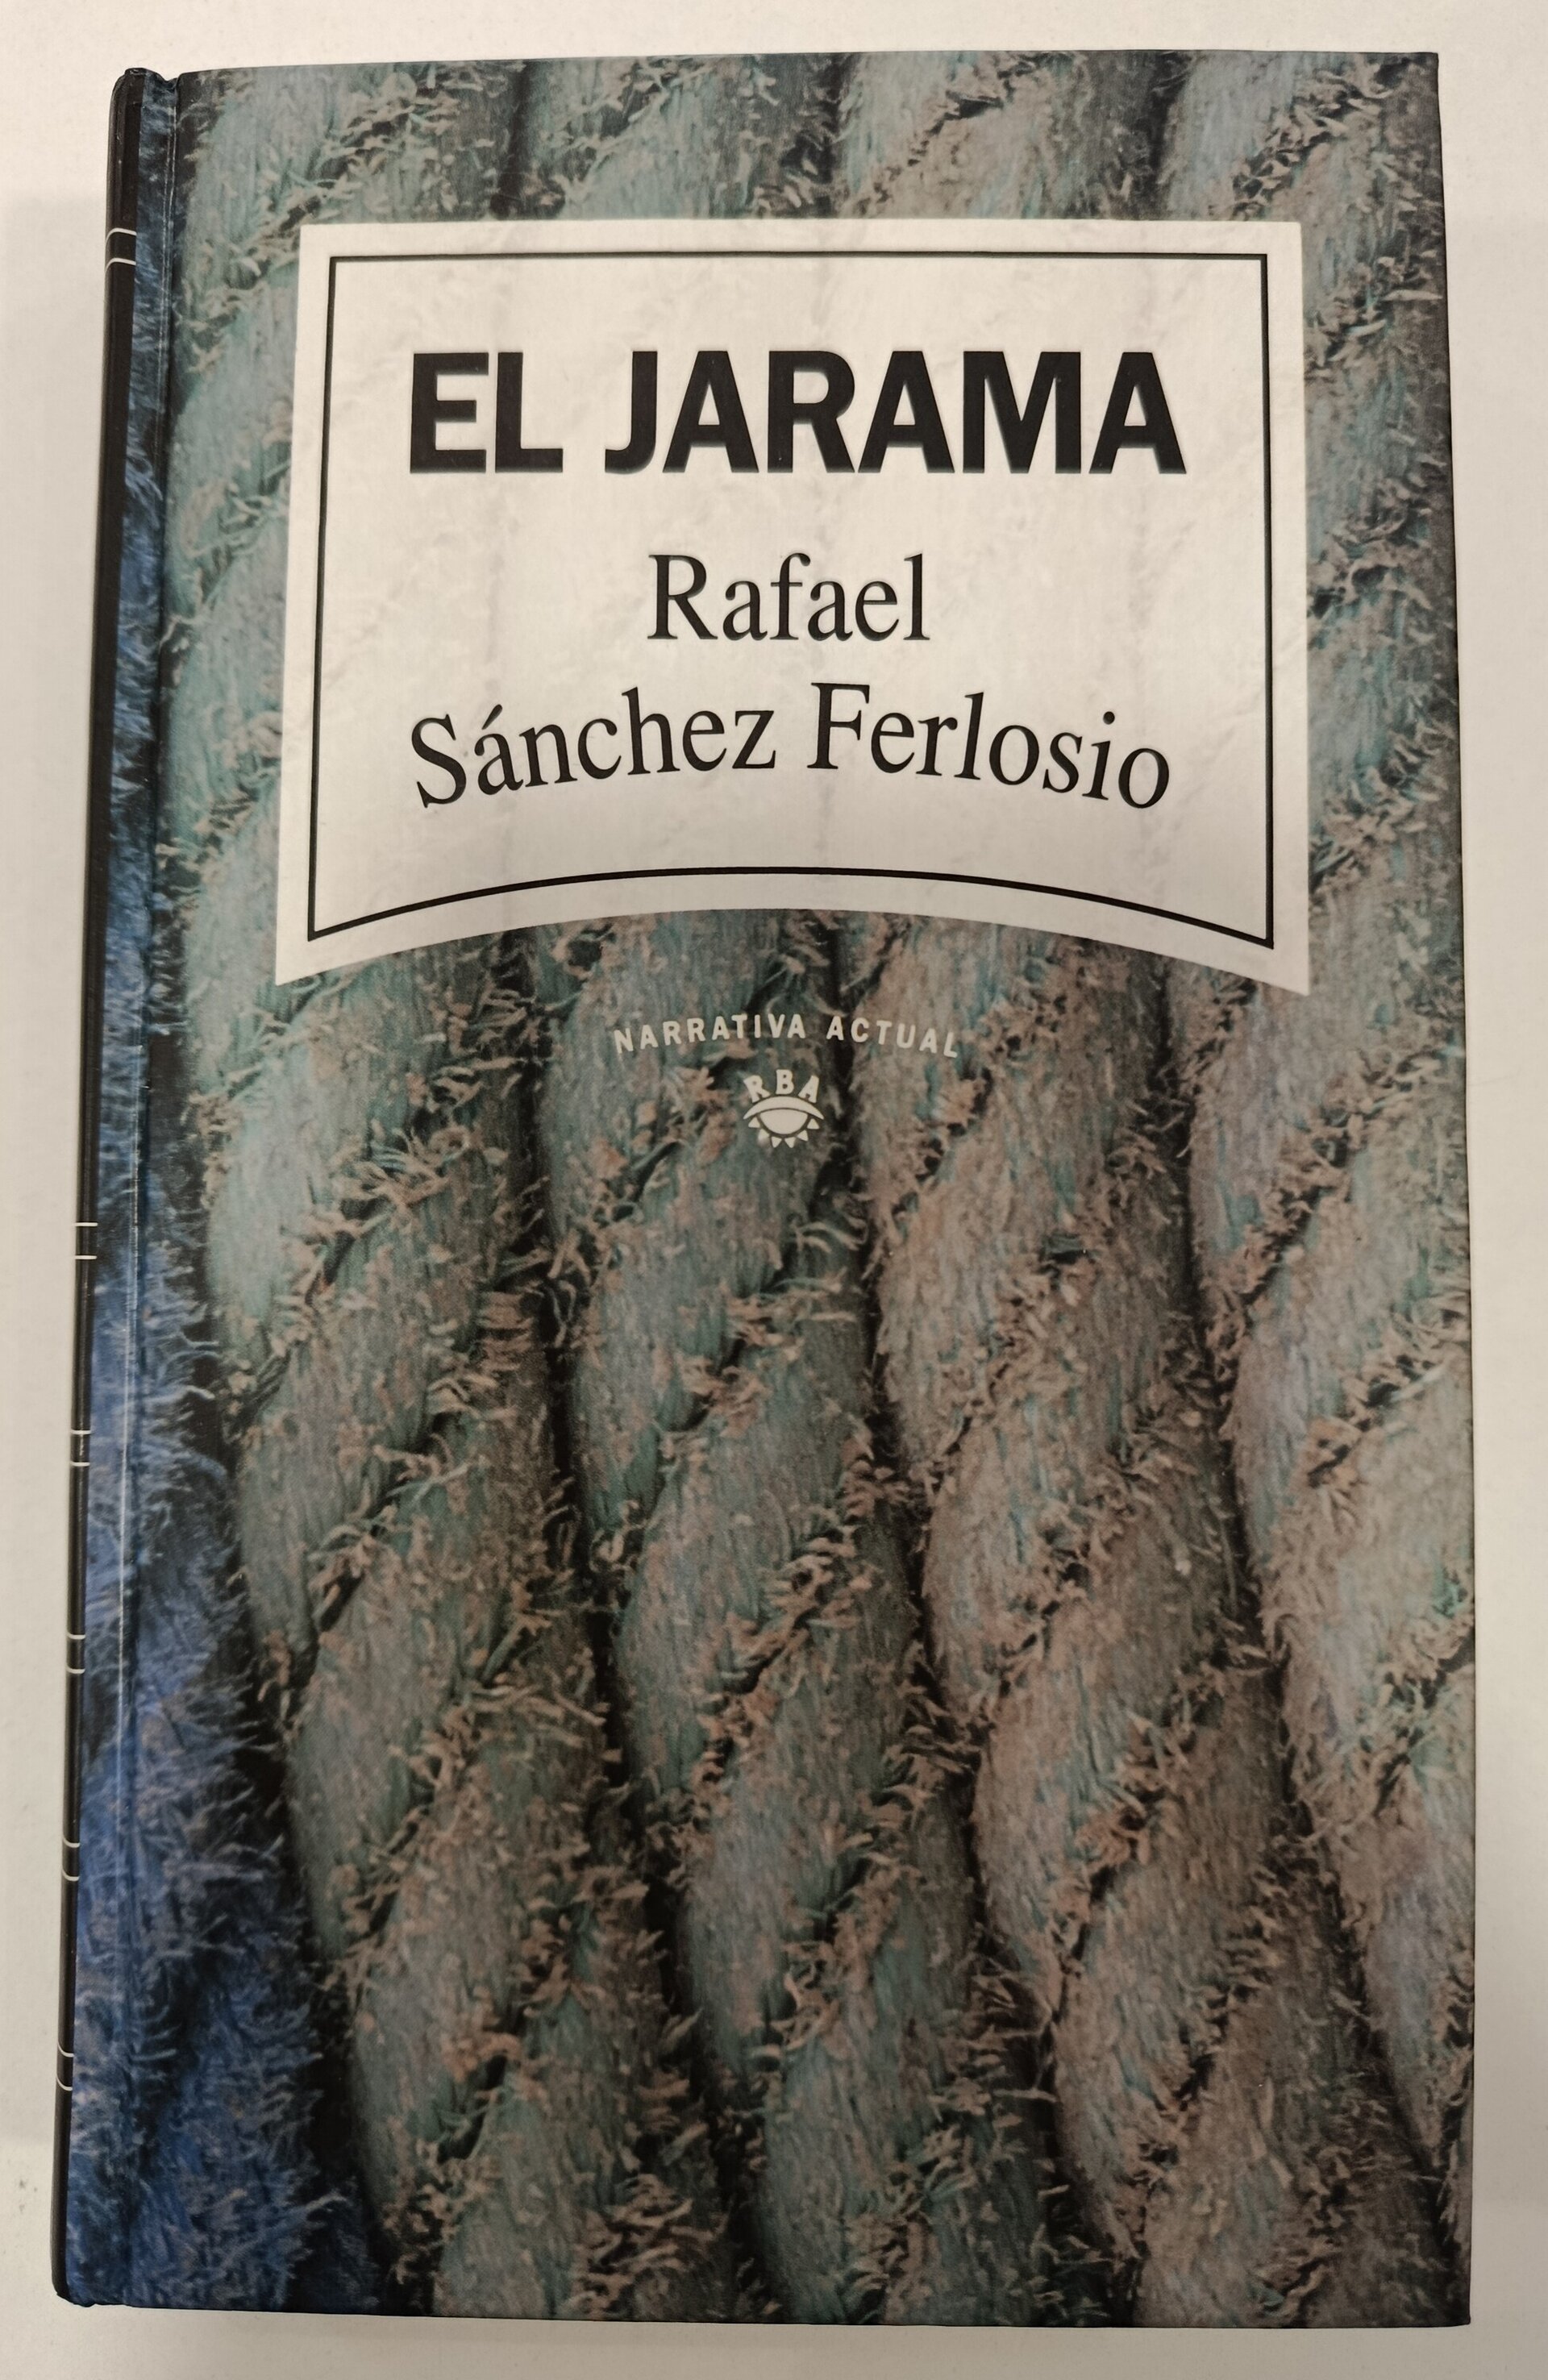 EL JARAMA
Rafael
Sánchez Ferlosio
NARRATIVA ACTUAL
RBA